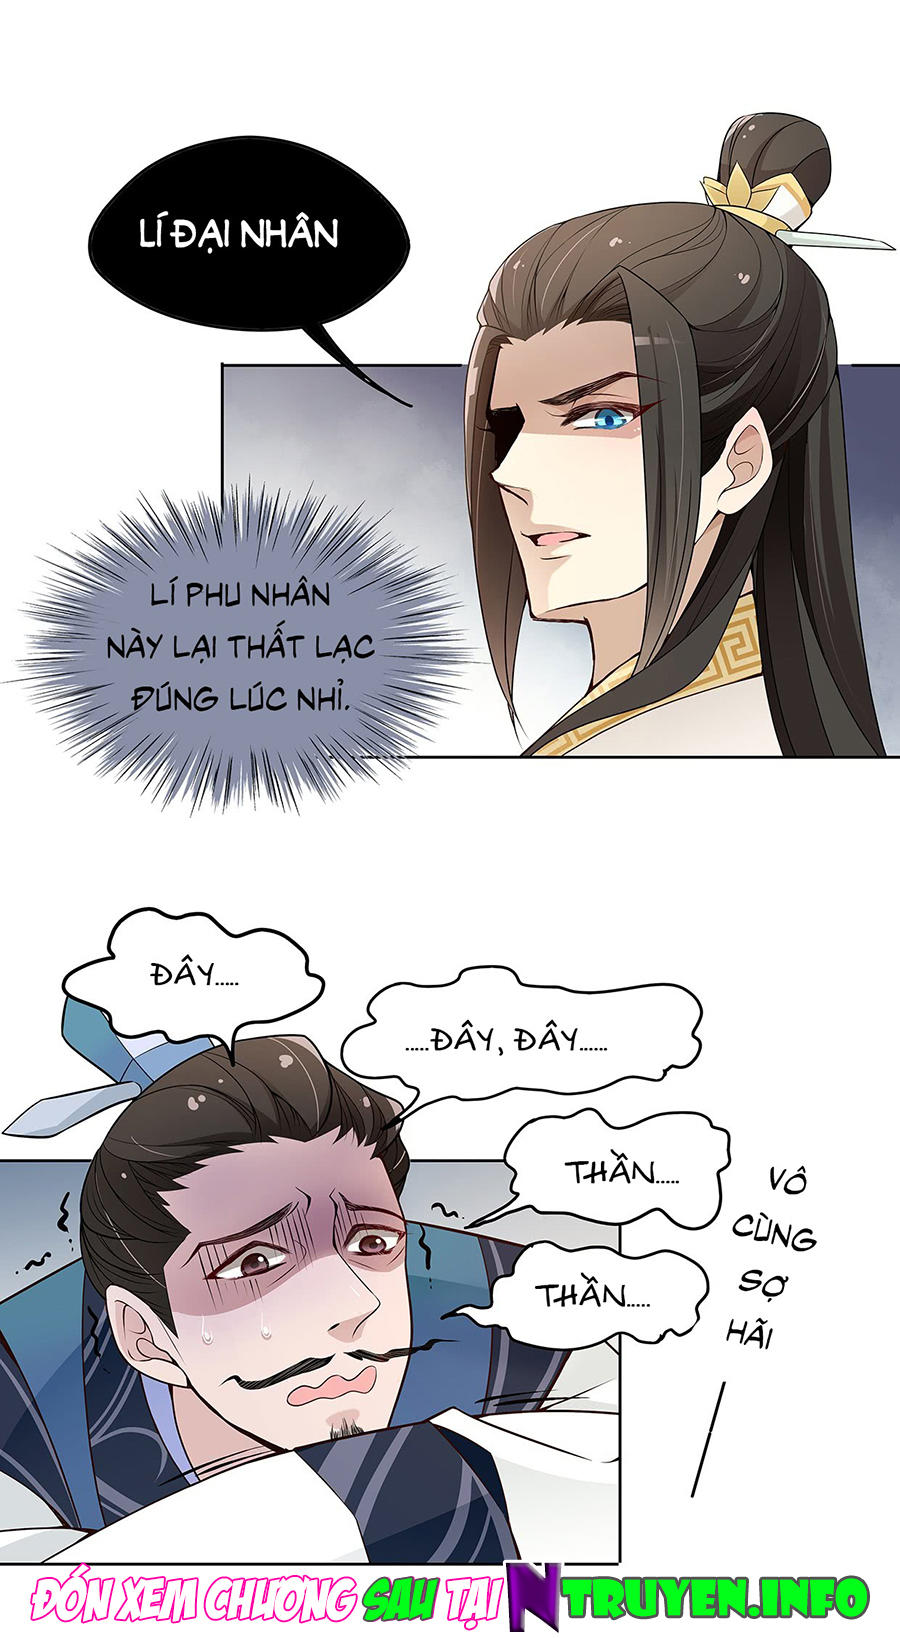 LÍ ĐẠI NHÂN
LÍ PHU NHÂN
NÀY LẠI THẤT LẠC
ĐÚNG LÚC NHỈ.
ĐÂY.....
.....ĐÂY, ĐÂY......
THẦN.....
THẦN.....
VÔ
CÙNG
SỢ
HÃI
ĐÓN XEM CHƯƠNG SAU TẠI NTRUYEN.INFO